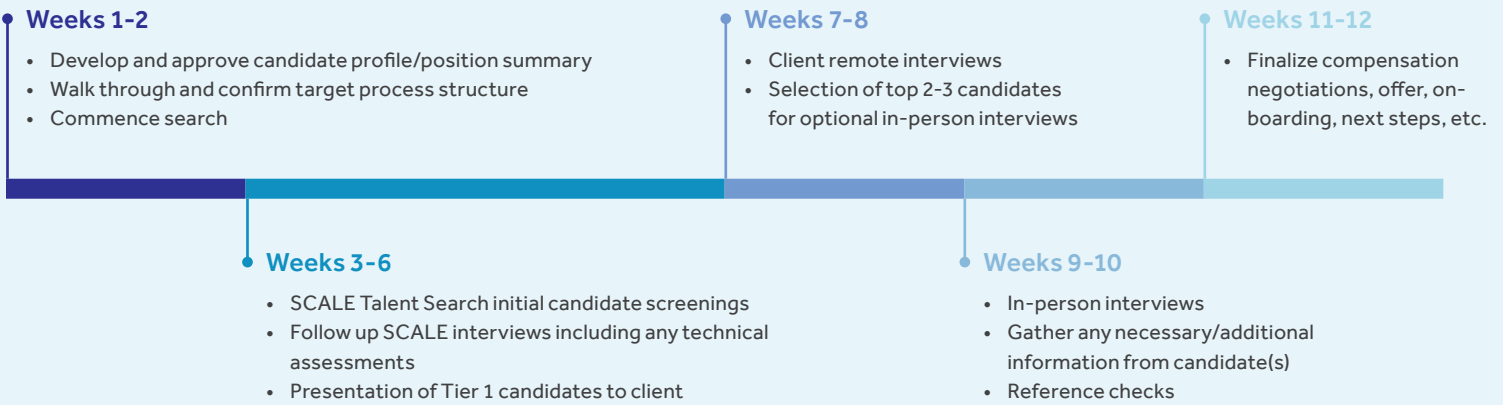 Weeks 1-2
• Develop and approve candidate profile/position summary
• Walk through and confirm target process structure
• Commence search
Weeks 3-6
• SCALE Talent Search initial candidate screenings
• Follow up SCALE interviews including any technical
assessments
• Presentation of Tier 1 candidates to client
Weeks 7-8
• Client remote interviews
• Selection of top 2-3 candidates
for optional in-person interviews
Weeks 9-10
• In-person interviews
• Gather any necessary/additional
information from candidate(s)
• Reference checks
Weeks 11-12
• Finalize compensation
negotiations, offer, on-
boarding, next steps, etc.